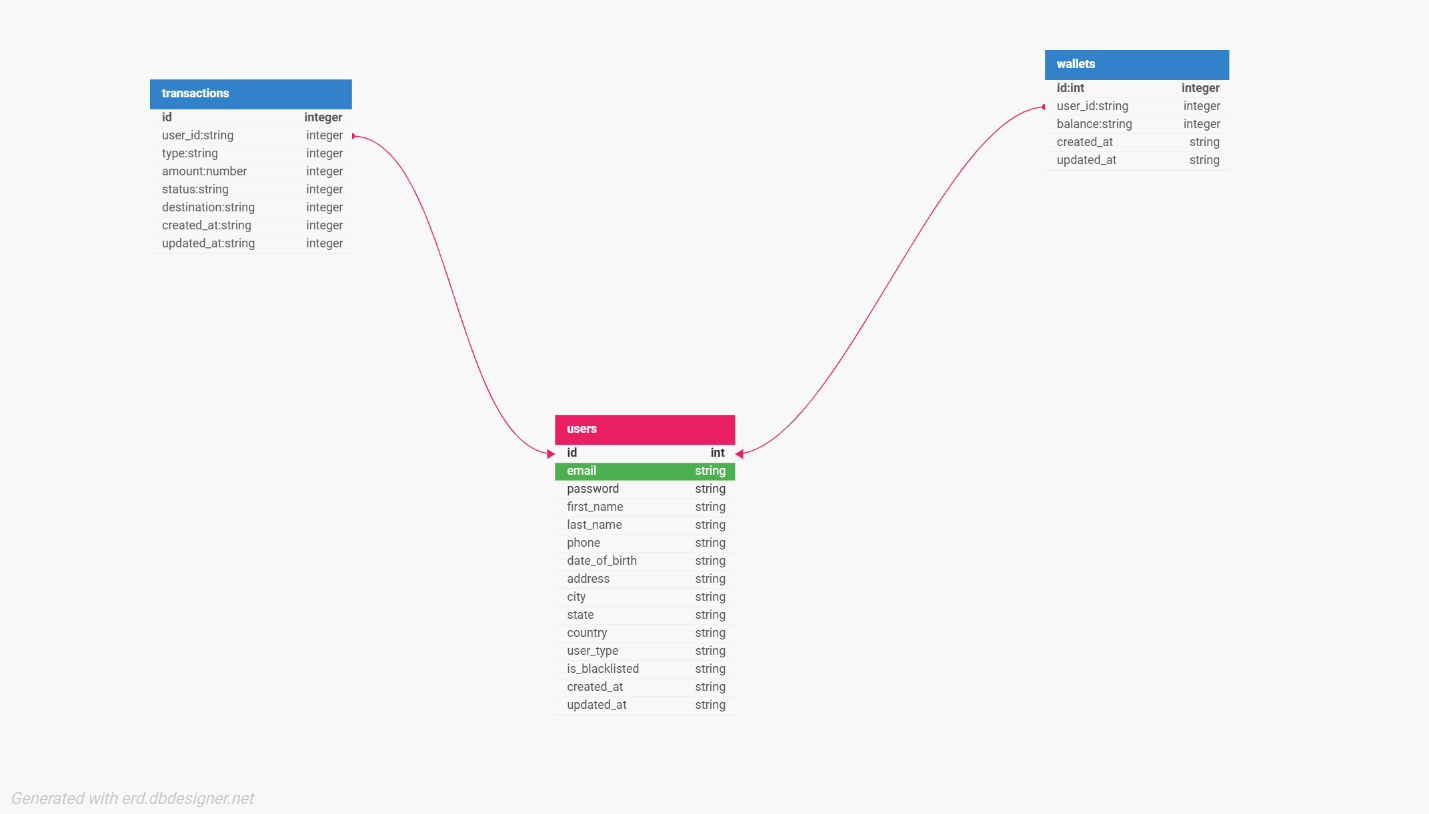 transactions
id integer
user_id:string integer
type:string integer
amount:number integer
status:string integer
destination:string integer
created_at:string integer
updated_at:string integer
wallets
id:int integer
user_id:string integer
balance:string integer
created_at string
updated_at string
users
id int
email string
password string
first_name string
last_name string
phone string
date_of_birth string
address string
city string
state string
country string
user_type string
is_blacklisted string
created_at string
updated_at string
Generated with erd.dbdesigner.net